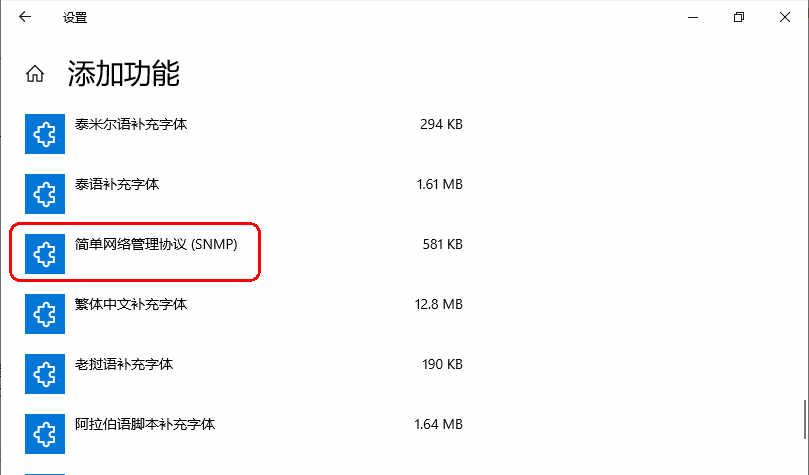 设置
添加功能
泰米尔语补充字体 294 KB
泰语补充字体 1.61 MB
简单网络管理协议 (SNMP) 581 KB
繁体中文补充字体 12.8 MB
老挝语补充字体 190 KB
阿拉伯语脚本补充字体 1.64 MB